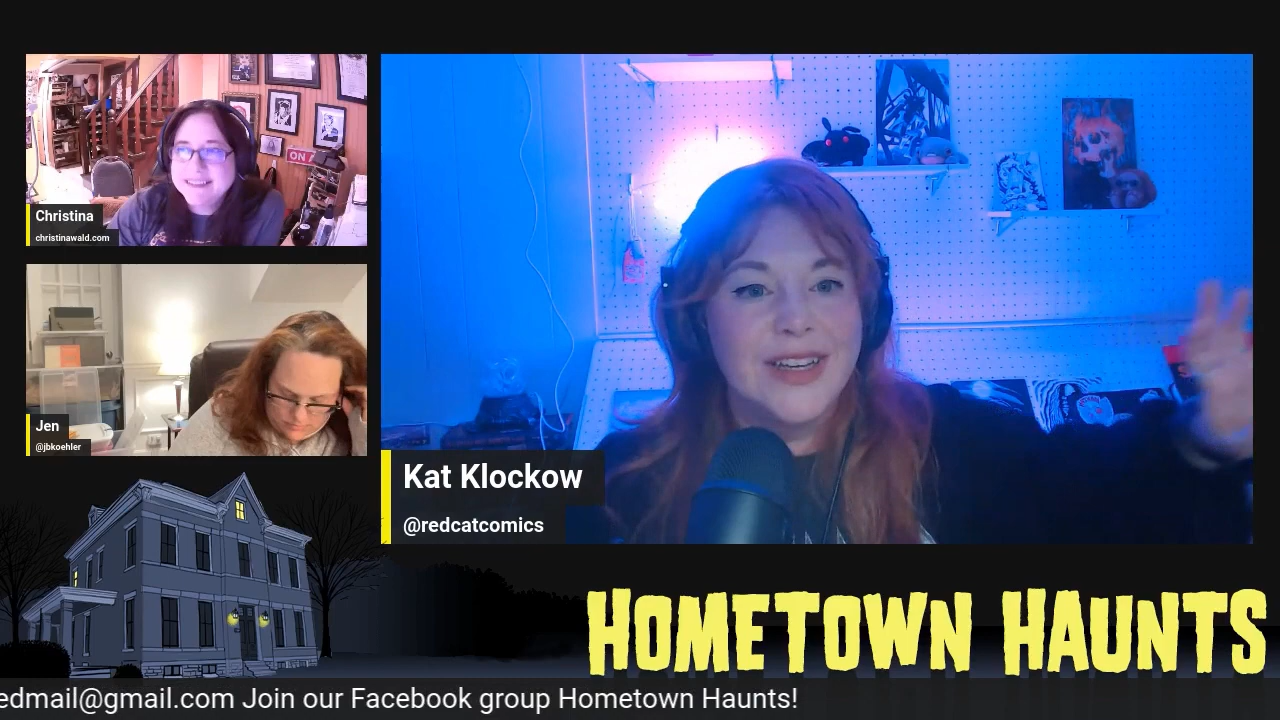 ON A
Christina
christinawald.com
Jen
@jbkoehler
Kat Klockow
@redcatcomics
HOMETOWN HAUNTS
edmail@gmail.com Join our Facebook group Hometown Haunts!